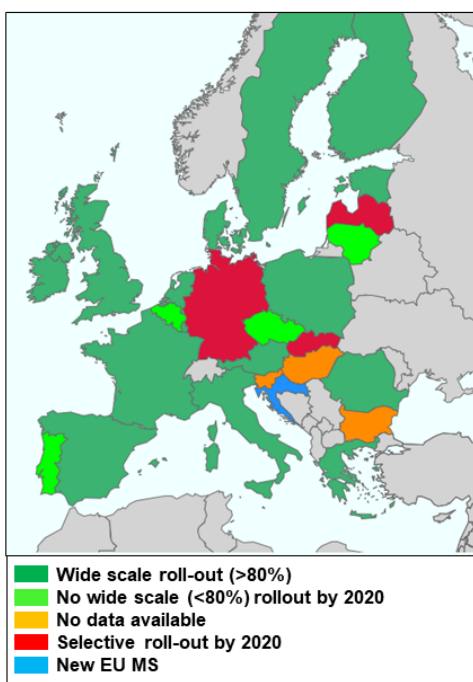 Wide scale roll-out (>80%)
No wide scale (<80%) rollout by 2020
No data available
Selective roll-out by 2020
New EU MS